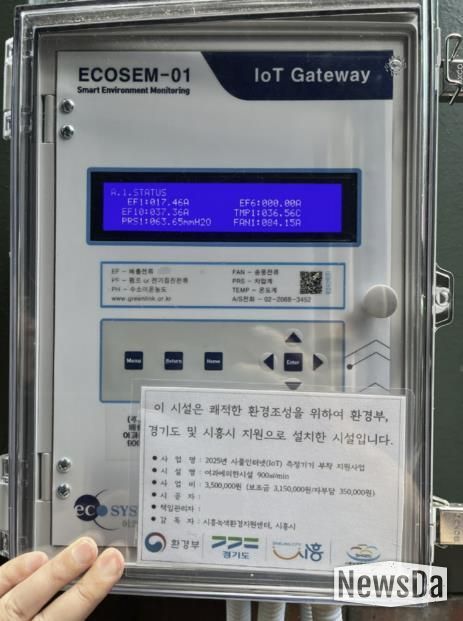 ECOSEM-01
Smart Environment Monitoring
IoT Gateway
A.1.STATUS
EF1:017.46A EF6:000.00A
EF10:037.36A TMP1:036.56C
PRS1:063.65mmH2O FAN1:084.15A
EF - 배출전류 FAN - 송풍전류
PF - 펌프 or 전기집진전류 PRS - 차압계
PH - 수소이온농도 TEMP - 온도계
www.greenlink.or.kr A/S전화 - 02-2088-3452
Menu Return Home Enter
이 시설은 쾌적한 환경조성을 위하여 환경부,
경기도 및 시흥시 지원으로 설치한 시설입니다.
• 사 업 명 : 2025년 사물인터넷(IoT) 측정기기 부착 지원사업
• 시 설 명 : 여과에의한시설 900㎥/min
• 사 업 비 : 3,500,000원 (보조금 3,150,000원/자부담 350,000원)
• 시 공 자 :
• 책임관리자 :
• 감 독 자 : 시흥녹색환경지원센터, 시흥시
eco SYS
환경부
경기도
시흥
NewsDa